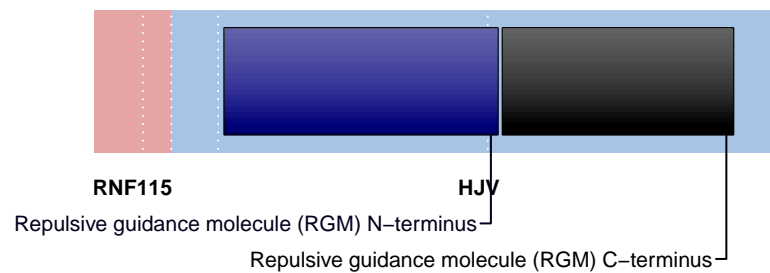 RNF115 HJV
Repulsive guidance molecule (RGM) N−terminus
Repulsive guidance molecule (RGM) C−terminus